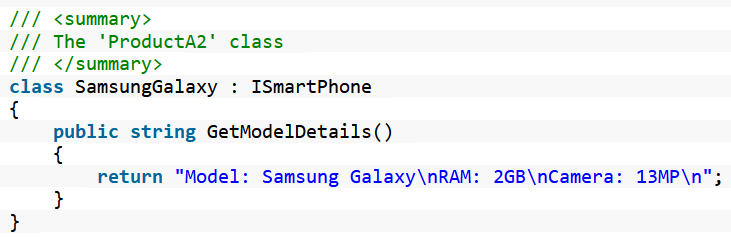 /// <summary>
/// The 'ProductA2' class
/// </summary>
class SamsungGalaxy : ISmartPhone
{
    public string GetModelDetails()
    {
        return "Model: Samsung Galaxy\nRAM: 2GB\nCamera: 13MP\n";
    }
}